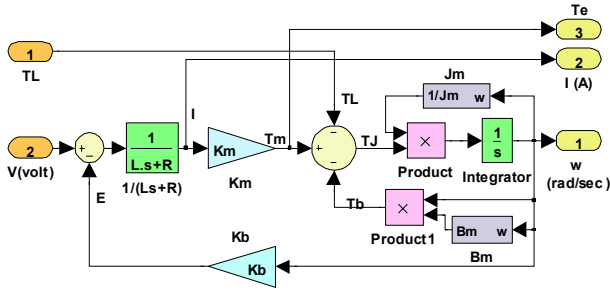 Te
3
1
TL
2
I (A)
Jm
1/Jm w
I
TL
1
L.s+R
1/(Ls+R)
2
V(volt)
+
−
Km
Km
Tm
−
+
−
TJ
×
Product
1
s
Integrator
1
w
(rad/sec)
E
Tb
×
Product1
Bm w
Bm
Kb
Kb